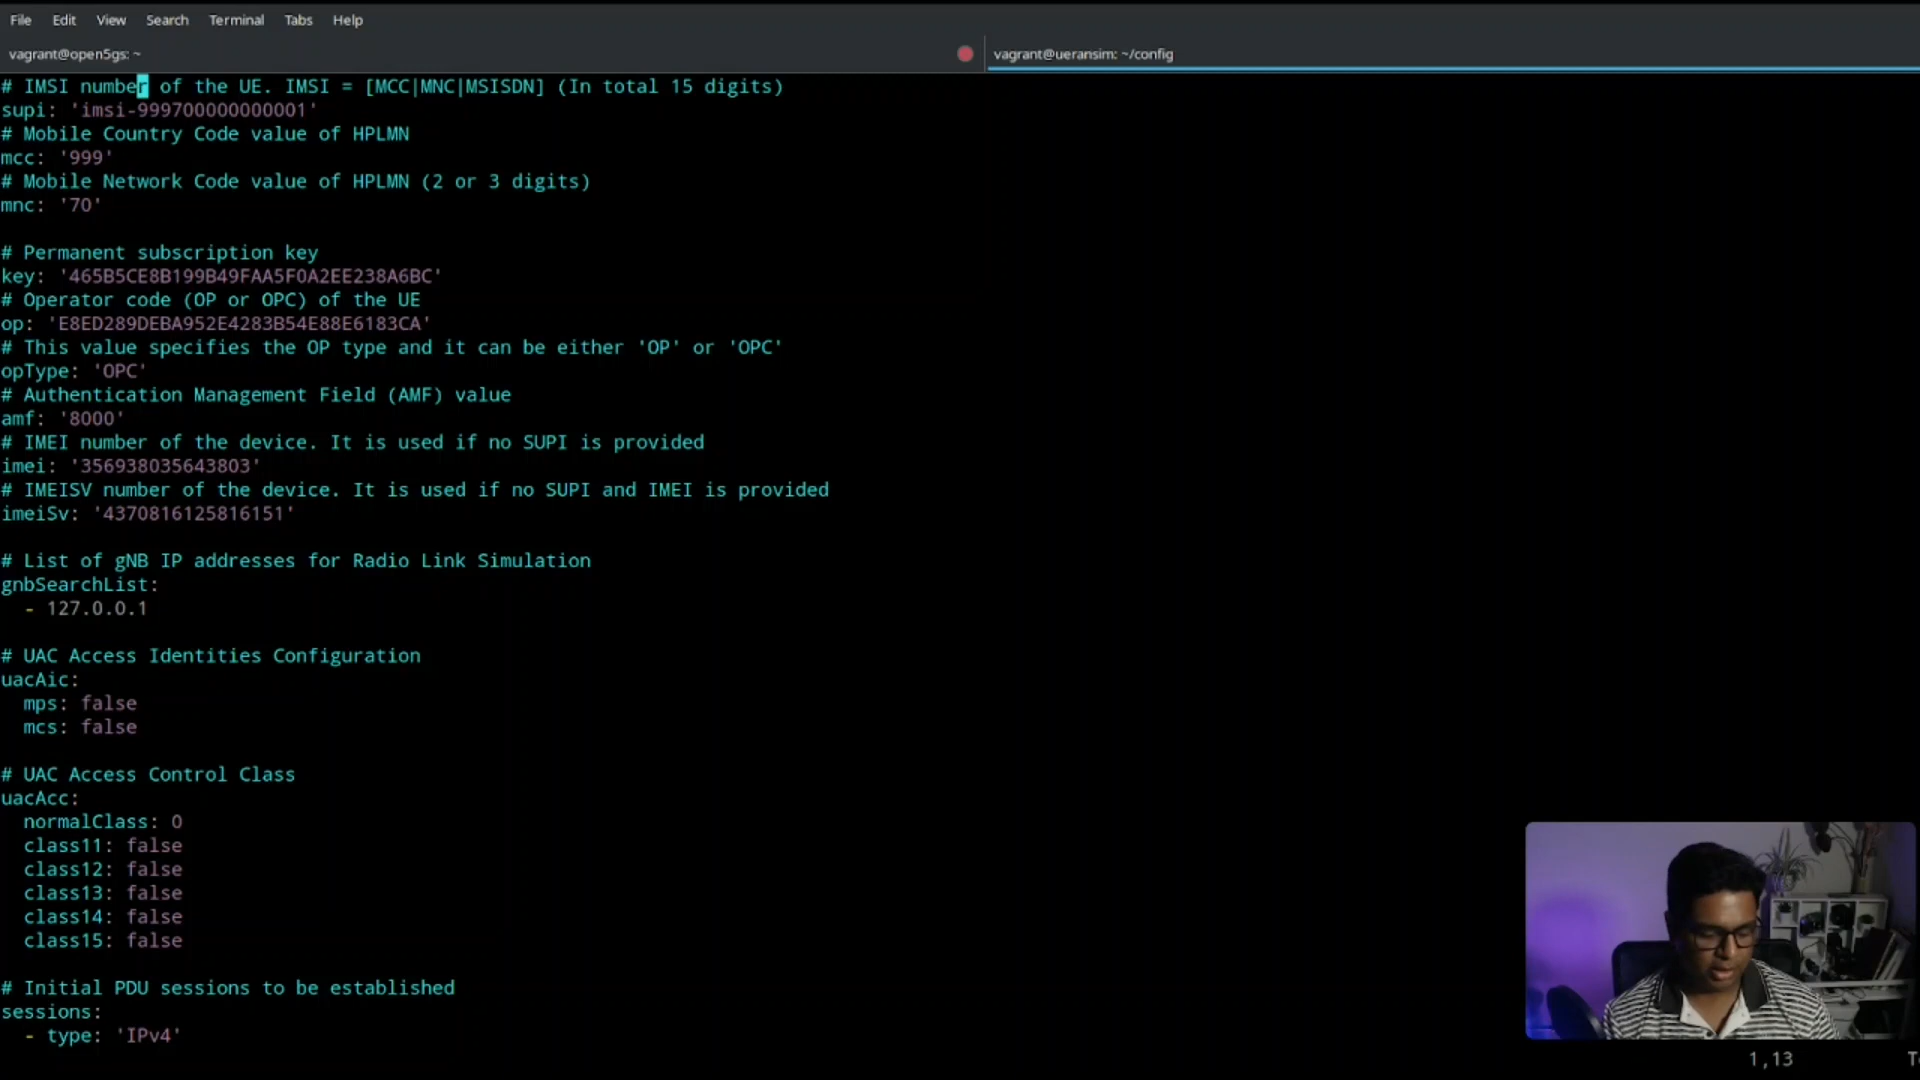 File Edit View Search Terminal Tabs Help
vagrant@open5gs: ~
vagrant@ueransim: ~/config
# IMSI number of the UE. IMSI = [MCC|MNC|MSISDN] (In total 15 digits)
supi: 'imsi-999700000000001'
# Mobile Country Code value of HPLMN
mcc: '999'
# Mobile Network Code value of HPLMN (2 or 3 digits)
mnc: '70'
# Permanent subscription key
key: '465B5CE8B199B49FAA5F0A2EE238A6BC'
# Operator code (OP or OPC) of the UE
op: 'E8ED289DEBA952E4283B54E88E6183CA'
# This value specifies the OP type and it can be either 'OP' or 'OPC'
opType: 'OPC'
# Authentication Management Field (AMF) value
amf: '8000'
# IMEI number of the device. It is used if no SUPI is provided
imei: '356938035643803'
# IMEISV number of the device. It is used if no SUPI and IMEI is provided
imeiSv: '4370816125816151'
# List of gNB IP addresses for Radio Link Simulation
gnbSearchList:
- 127.0.0.1
# UAC Access Identities Configuration
uacAic:
mps: false
mcs: false
# UAC Access Control Class
uacAcc:
normalClass: 0
class11: false
class12: false
class13: false
class14: false
class15: false
# Initial PDU sessions to be established
sessions:
- type: 'IPv4'
1,13